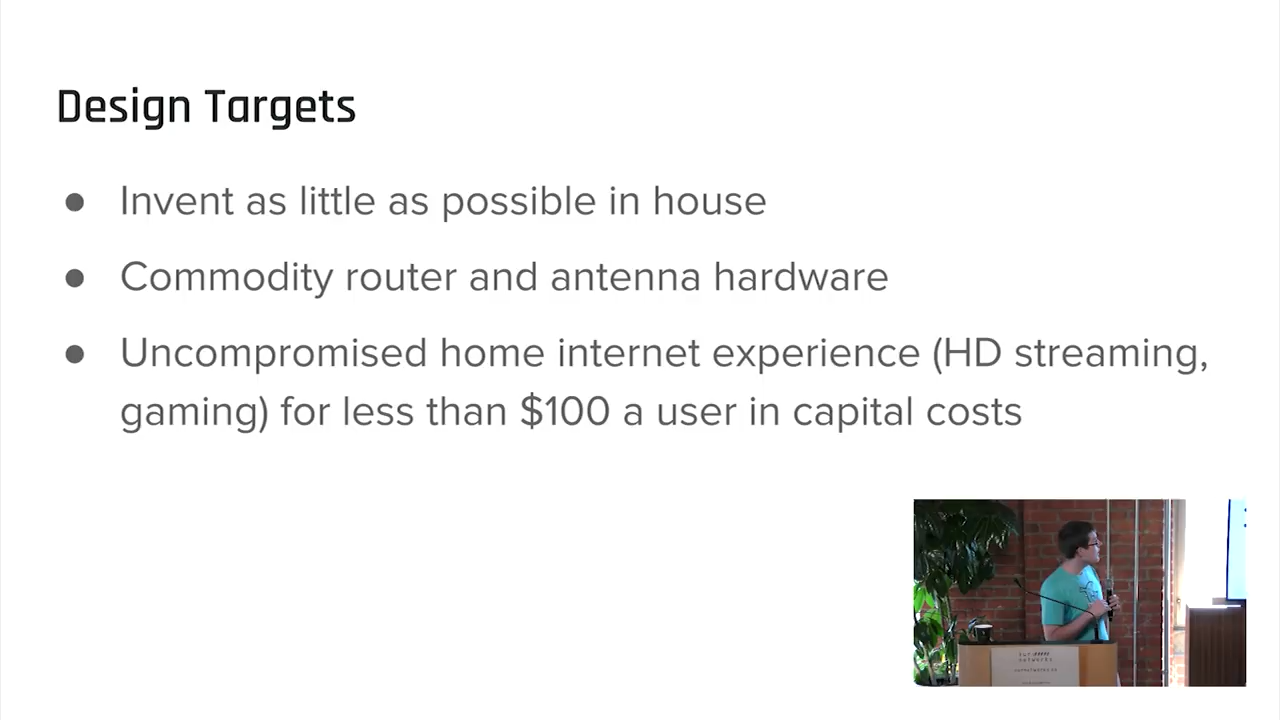 Design Targets
● Invent as little as possible in house
● Commodity router and antenna hardware
● Uncompromised home internet experience (HD streaming,
gaming) for less than $100 a user in capital costs